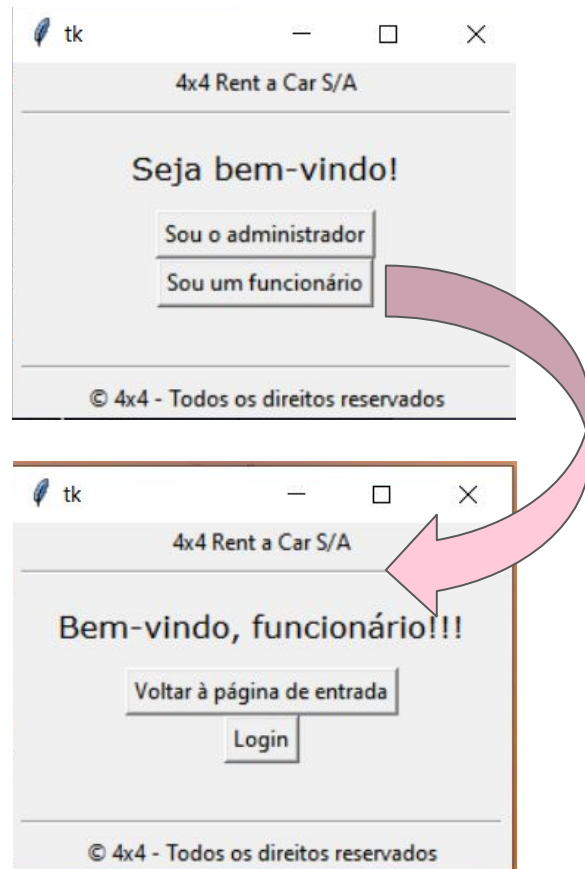 tk
4x4 Rent a Car S/A
Seja bem-vindo!
Sou o administrador
Sou um funcionário
© 4x4 - Todos os direitos reservados
tk
4x4 Rent a Car S/A
Bem-vindo, funcionário!!!
Voltar à página de entrada
Login
© 4x4 - Todos os direitos reservados